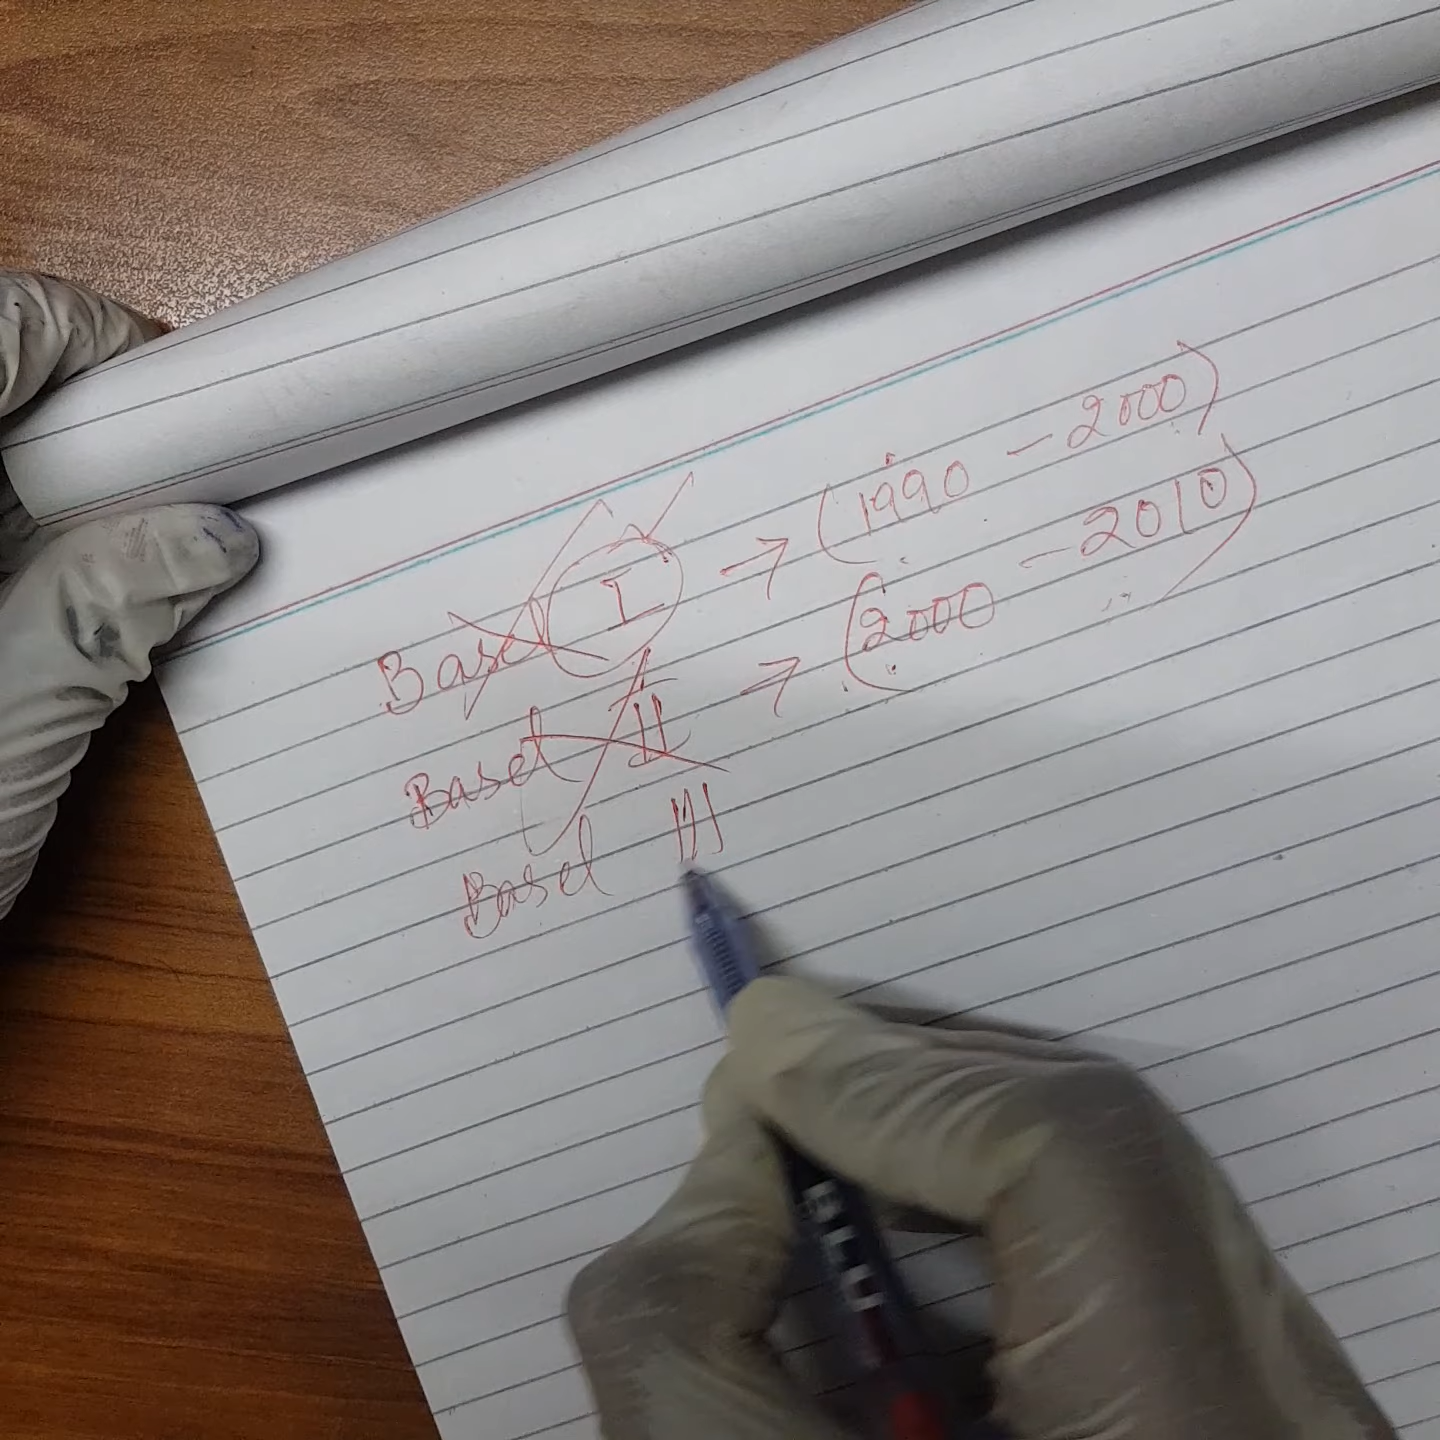 Basel I → (1990 - 2000)
Basel II → (2000 - 2010)
Basel III